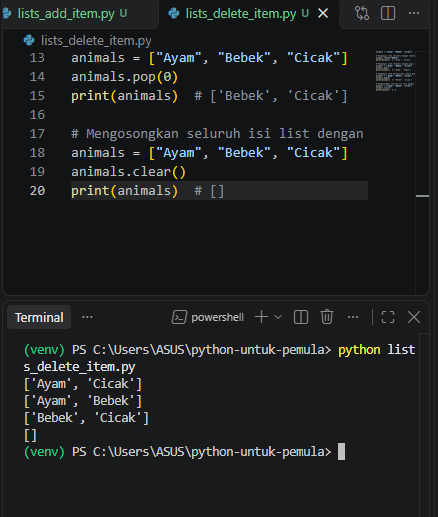 lists_add_item.py U
lists_delete_item.py U
lists_delete_item.py
13 animals = ["Ayam", "Bebek", "Cicak"]
14 animals.pop(0)
15 print(animals) # ['Bebek', 'Cicak']
16
17 # Mengosongkan seluruh isi list dengan
18 animals = ["Ayam", "Bebek", "Cicak"]
19 animals.clear()
20 print(animals) # []
Terminal
powershell
(venv) PS C:\Users\ASUS\python-untuk-pemula> python list
s_delete_item.py
['Ayam', 'Cicak']
['Ayam', 'Bebek']
['Bebek', 'Cicak']
[]
(venv) PS C:\Users\ASUS\python-untuk-pemula>